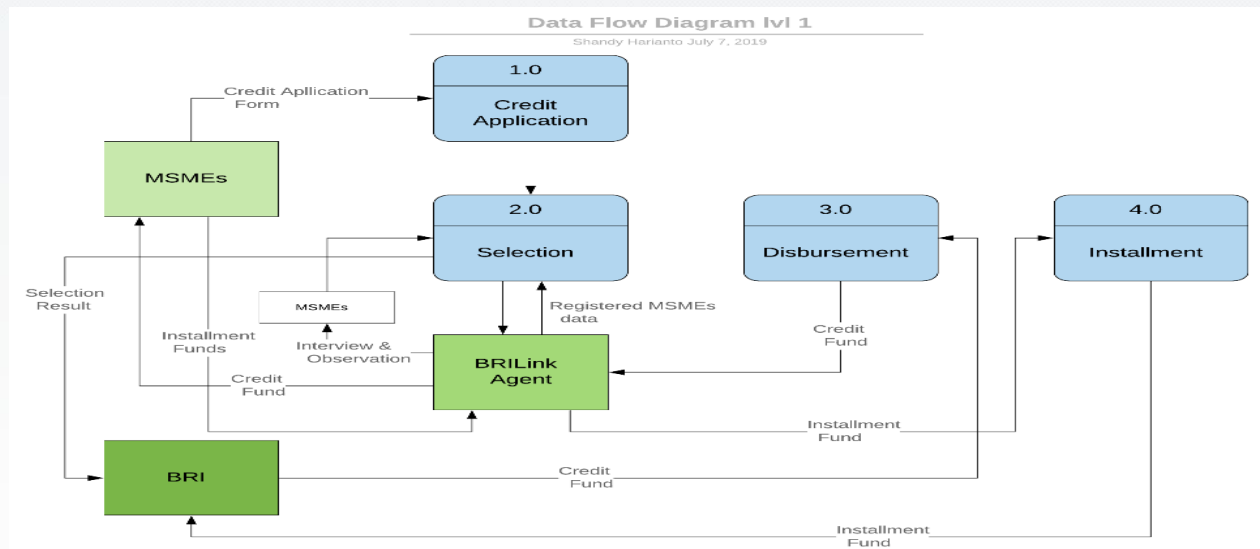 Data Flow Diagram lvl 1
Shandy Harianto July 7, 2019
1.0
Credit
Application
Credit Apllication
Form
MSMEs
2.0
Selection
3.0
Disbursement
4.0
Installment
Selection
Result
MSMEs
Registered MSMEs
data
Installment
Funds
Interview &
Observation
Credit
Fund
BRILink
Agent
Credit
Fund
Installment
Fund
BRI
Credit
Fund
Installment
Fund